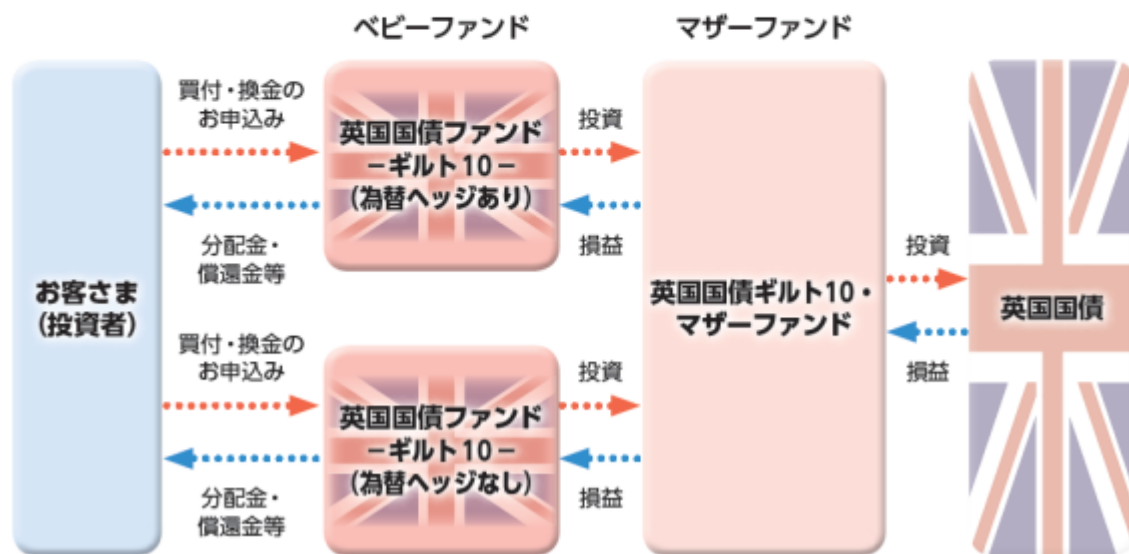 ベビーファンド
マザーファンド
お客さま
(投資者)
買付・換金の
お申込み
分配金・
償還金等
英国国債ファンド
－ギルト10－
(為替ヘッジあり)
投資
損益
買付・換金の
お申込み
分配金・
償還金等
英国国債ファンド
－ギルト10－
(為替ヘッジなし)
投資
損益
英国国債ギルト10・
マザーファンド
投資
損益
英国国債